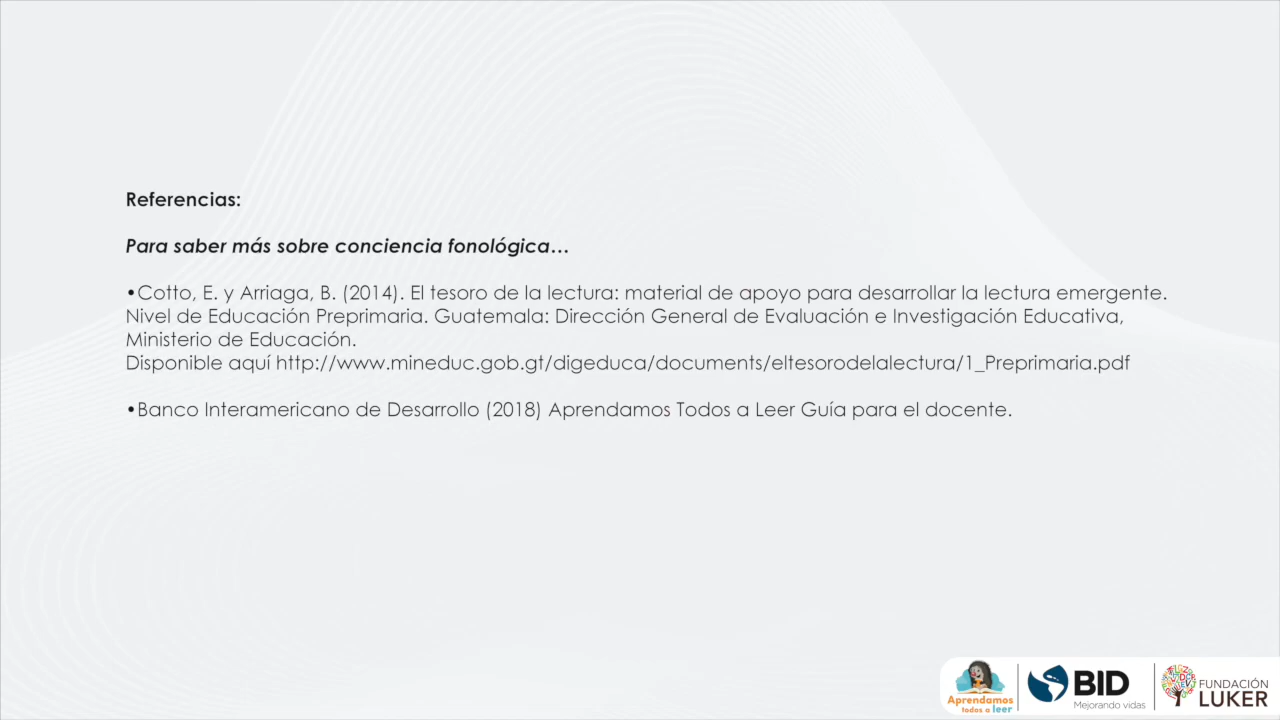 Referencias:
Para saber más sobre conciencia fonológica...
•Cotto, E. y Arriaga, B. (2014). El tesoro de la lectura: material de apoyo para desarrollar la lectura emergente.
Nivel de Educación Preprimaria. Guatemala: Dirección General de Evaluación e Investigación Educativa,
Ministerio de Educación.
Disponible aquí http://www.mineduc.gob.gt/digeduca/documents/eltesorodelalectura/1_Preprimaria.pdf
•Banco Interamericano de Desarrollo (2018) Aprendamos Todos a Leer Guía para el docente.
Aprendamos
todos a leer
BID
Mejorando vidas
FUNDACIÓN
LUKER